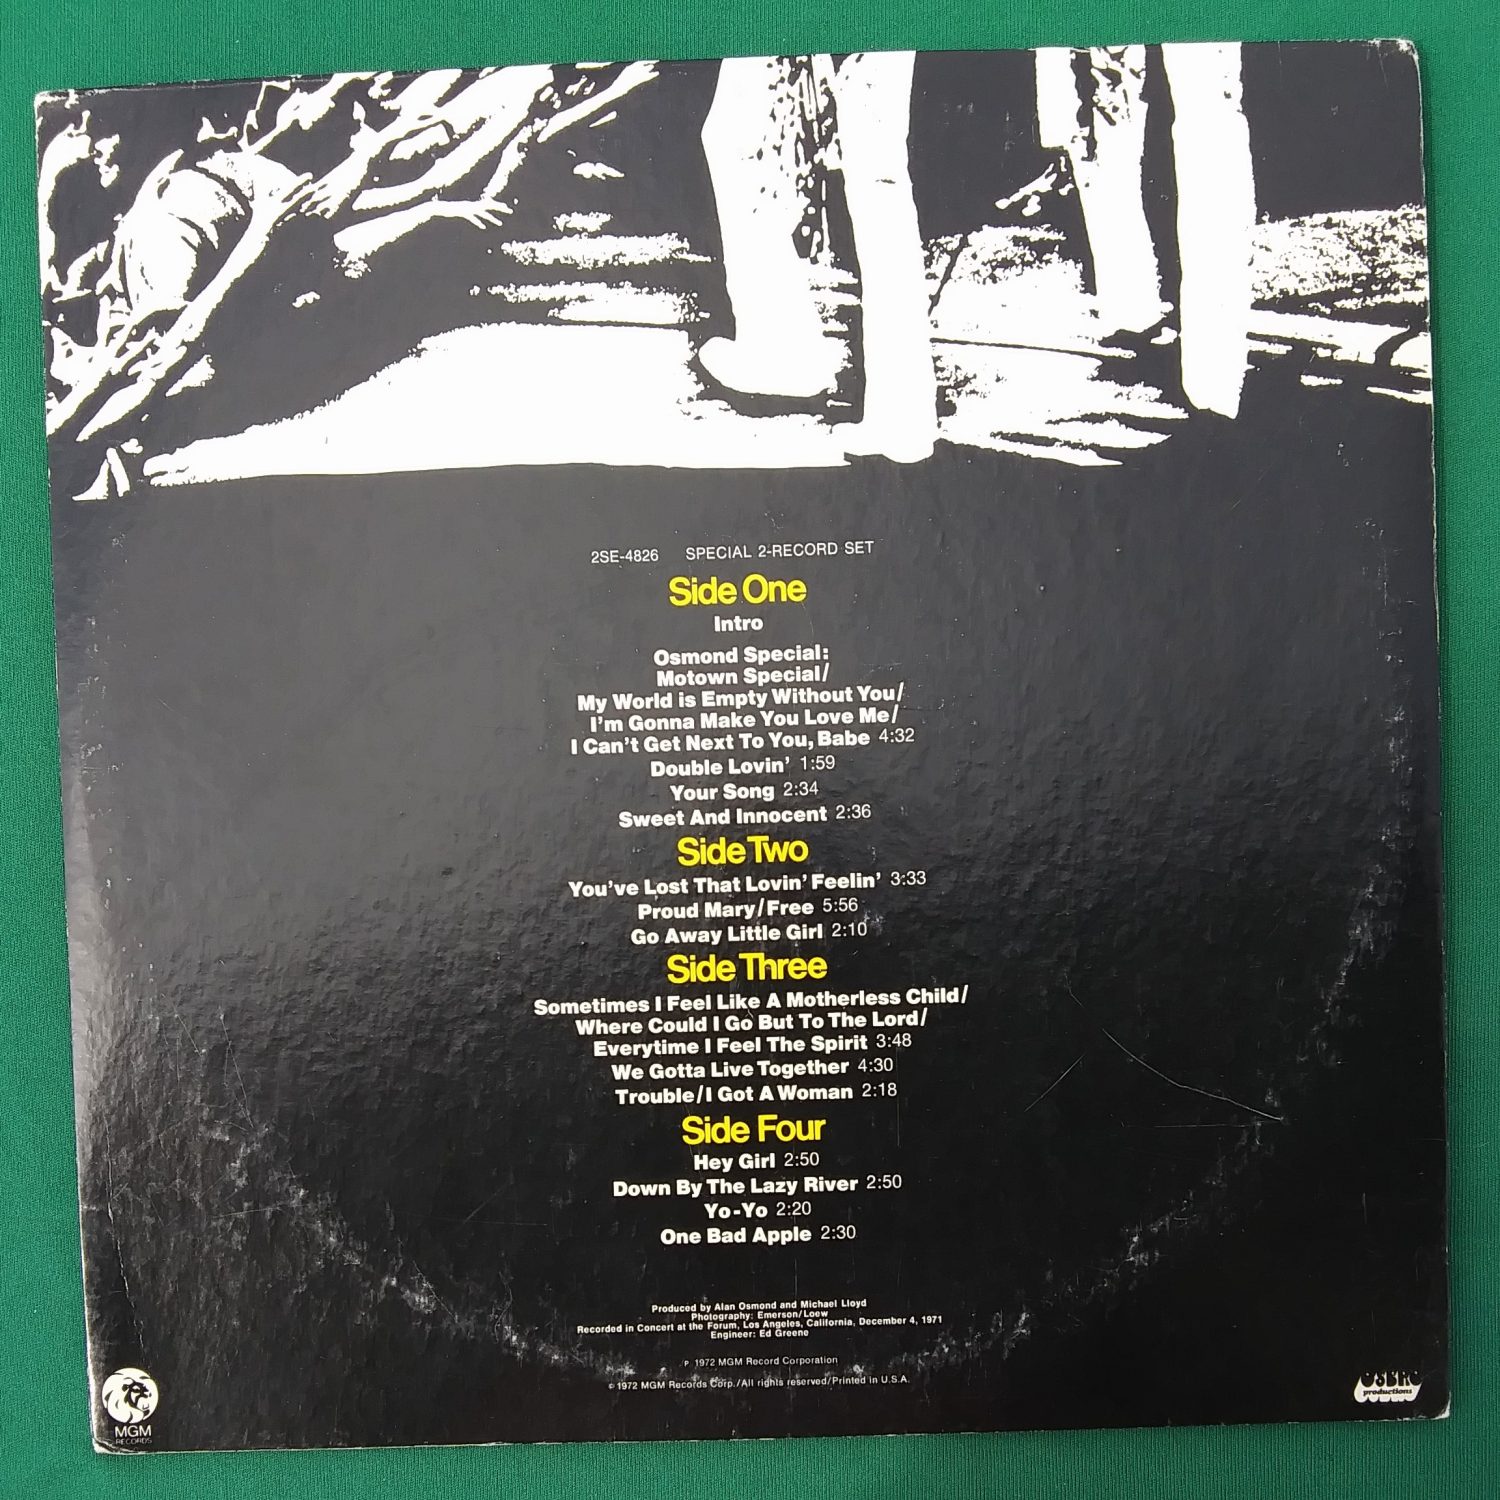 2SE-4826 SPECIAL 2-RECORD SET
Side One
Intro
Osmond Special:
Motown Special/
My World is Empty Without You/
I'm Gonna Make You Love Me/
I Can't Get Next To You, Babe 4:32
Double Lovin' 1:59
Your Song 2:34
Sweet And Innocent 2:36
Side Two
You've Lost That Lovin' Feelin' 3:33
Proud Mary/Free 5:56
Go Away Little Girl 2:10
Side Three
Sometimes I Feel Like A Motherless Child/
Where Could I Go But To The Lord/
Everytime I Feel The Spirit 3:48
We Gotta Live Together 4:30
Trouble/I Got A Woman 2:18
Side Four
Hey Girl 2:50
Down By The Lazy River 2:50
Yo-Yo 2:20
One Bad Apple 2:30
Produced by Alan Osmond and Michael Lloyd
Photography: Emerson/Loew
Recorded in Concert at the Forum, Los Angeles, California, December 4, 1971
Engineer: Ed Greene
℗ 1972 MGM Record Corporation
© 1972 MGM Records Corp./All rights reserved/Printed in U.S.A.
MGM
RECORDS
productions